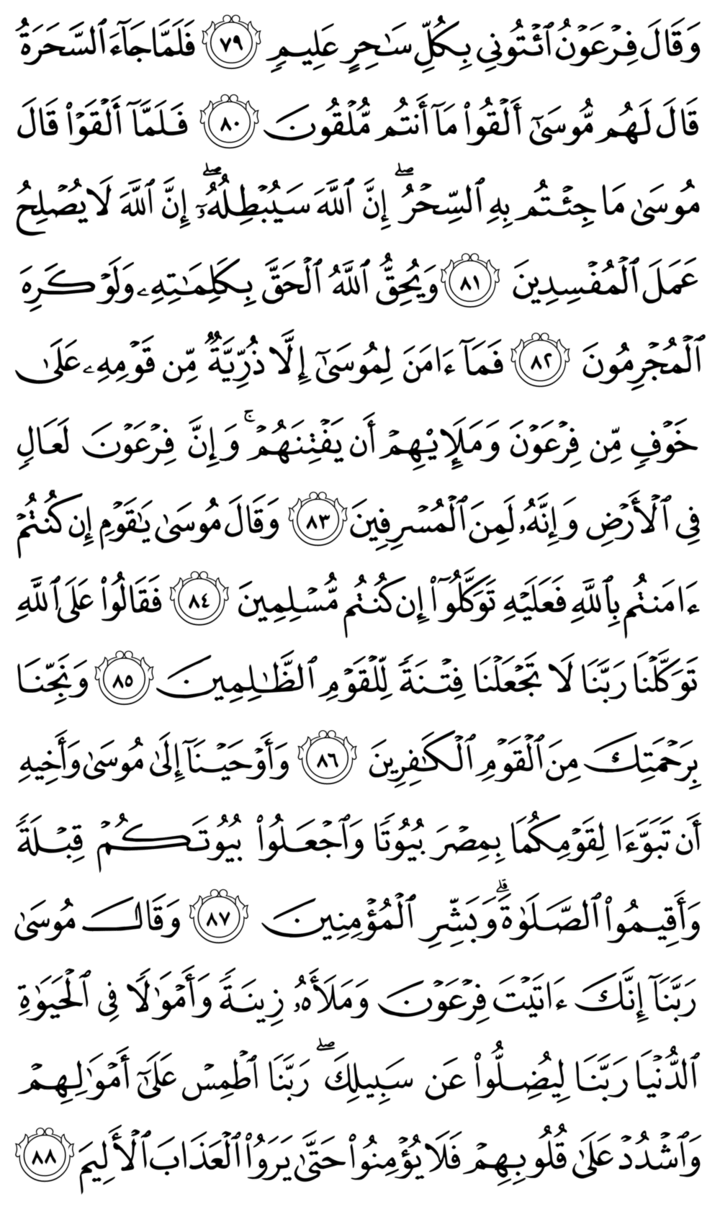 وَقَالَ فِرْعَوْنُ ٱئْتُونِي بِكُلِّ سَٰحِرٍ عَلِيمٖ ٧٩ فَلَمَّا جَآءَ ٱلسَّحَرَةُ
قَالَ لَهُم مُّوسَىٰٓ أَلْقُواْ مَآ أَنتُم مُّلْقُونَ ٨٠ فَلَمَّآ أَلْقَوْاْ قَالَ
مُوسَىٰ مَا جِئْتُم بِهِ ٱلسِّحْرُۖ إِنَّ ٱللَّهَ سَيُبْطِلُهُۥٓۖ إِنَّ ٱللَّهَ لَا يُصْلِحُ
عَمَلَ ٱلْمُفْسِدِينَ ٨١ وَيُحِقُّ ٱللَّهُ ٱلْحَقَّ بِكَلِمَٰتِهِۦ وَلَوْ كَرِهَ
ٱلْمُجْرِمُونَ ٨٢ فَمَآ ءَامَنَ لِمُوسَىٰٓ إِلَّا ذُرِّيَّةٞ مِّن قَوْمِهِۦ عَلَىٰ
خَوْفٖ مِّن فِرْعَوْنَ وَمَلَإِيْهِمْ أَن يَفْتِنَهُمْۚ وَإِنَّ فِرْعَوْنَ لَعَالٖ
فِي ٱلْأَرْضِ وَإِنَّهُۥ لَمِنَ ٱلْمُسْرِفِينَ ٨٣ وَقَالَ مُوسَىٰ يَٰقَوْمِ إِن كُنتُمْ
ءَامَنتُم بِٱللَّهِ فَعَلَيْهِ تَوَكَّلُوٓاْ إِن كُنتُم مُّسْلِمِينَ ٨٤ فَقَالُواْ عَلَى ٱللَّهِ
تَوَكَّلْنَا رَبَّنَا لَا تَجْعَلْنَا فِتْنَةٗ لِّلْقَوْمِ ٱلظَّٰلِمِينَ ٨٥ وَنَجِّنَا
بِرَحْمَتِكَ مِنَ ٱلْقَوْمِ ٱلْكَٰفِرِينَ ٨٦ وَأَوْحَيْنَآ إِلَىٰ مُوسَىٰ وَأَخِيهِ
أَن تَبَوَّءَا لِقَوْمِكُمَا بِمِصْرَ بُيُوتٗا وَٱجْعَلُواْ بُيُوتَكُمْ قِبْلَةٗ
وَأَقِيمُواْ ٱلصَّلَوٰةَۗ وَبَشِّرِ ٱلْمُؤْمِنِينَ ٨٧ وَقَالَ مُوسَىٰ
رَبَّنَآ إِنَّكَ ءَاتَيْتَ فِرْعَوْنَ وَمَلَأَهُۥ زِينَةٗ وَأَمْوَٰلٗا فِي ٱلْحَيَوٰةِ
ٱلدُّنْيَا رَبَّنَا لِيُضِلُّواْ عَن سَبِيلِكَۖ رَبَّنَا ٱطْمِسْ عَلَىٰٓ أَمْوَٰلِهِمْ
وَٱشْدُدْ عَلَىٰ قُلُوبِهِمْ فَلَا يُؤْمِنُواْ حَتَّىٰ يَرَوُاْ ٱلْعَذَابَ ٱلْأَلِيمَ ٨٨